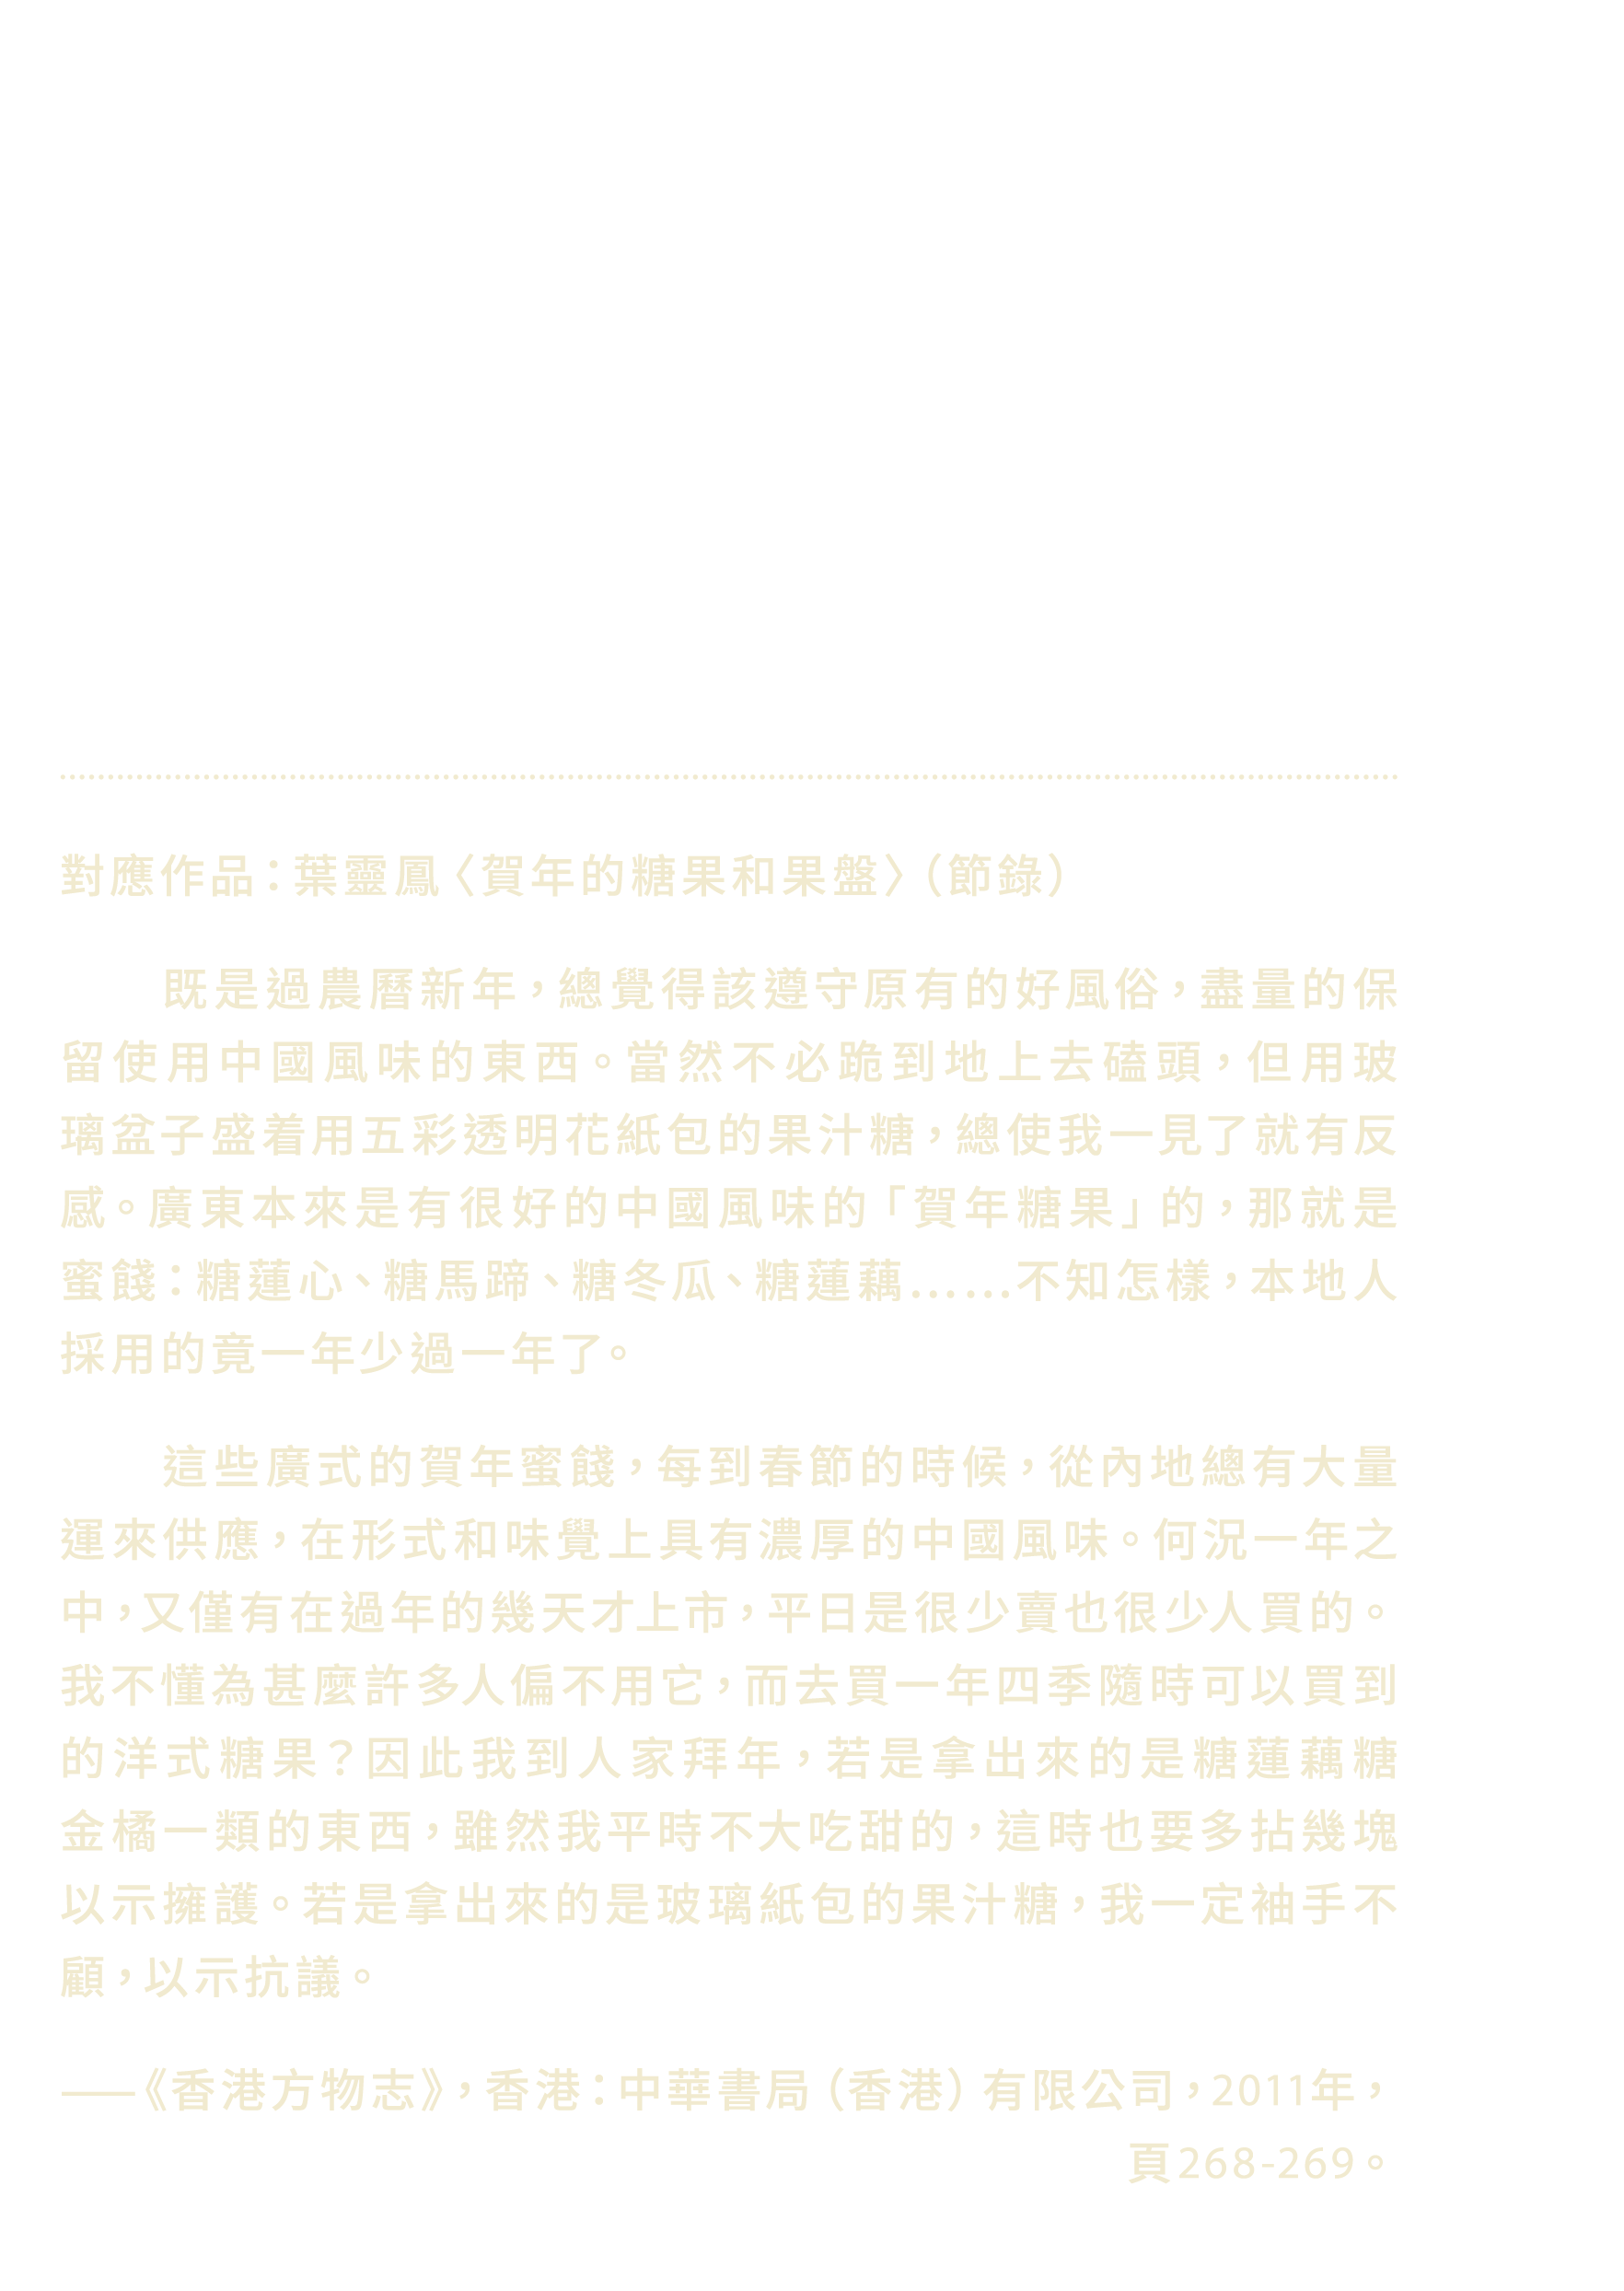 對應作品：葉靈鳳〈賀年的糖果和果盤〉（節錄）
既是過農曆新年，總覺得該遵守原有的好風俗，盡量的保
留使用中國風味的東西。當然不必跪到地上去磕頭，但用玻
璃盆子盛着用五彩透明花紙包的果汁糖，總使我一見了就有反
感。廣東本來是有很好的中國風味的「賀年糖果」的，那就是
蜜餞：糖蓮心、糖馬蹄、糖冬瓜、糖蓮藕……不知怎樣，本地人
採用的竟一年少過一年了。
這些廣式的賀年蜜餞，每到春節的時候，從內地總有大量
運來供應，在形式和味覺上具有濃厚的中國風味。何況一年之
中，又僅有在過年的幾天才上市，平日是很少賣也很少人買的。
我不懂為甚麼許多人偏不用它，而去買一年四季隨時可以買到
的洋式糖果？因此我到人家拜年，若是拿出來的是糖蓮藕糖
金橘一類的東西，雖然我平時不大吃甜的，這時也要多拈幾塊
以示擁護。若是拿出來的是玻璃紙包的果汁糖，我一定袖手不
顧，以示抗議。
——《香港方物志》，香港：中華書局（香港）有限公司，2011年，
頁268-269。